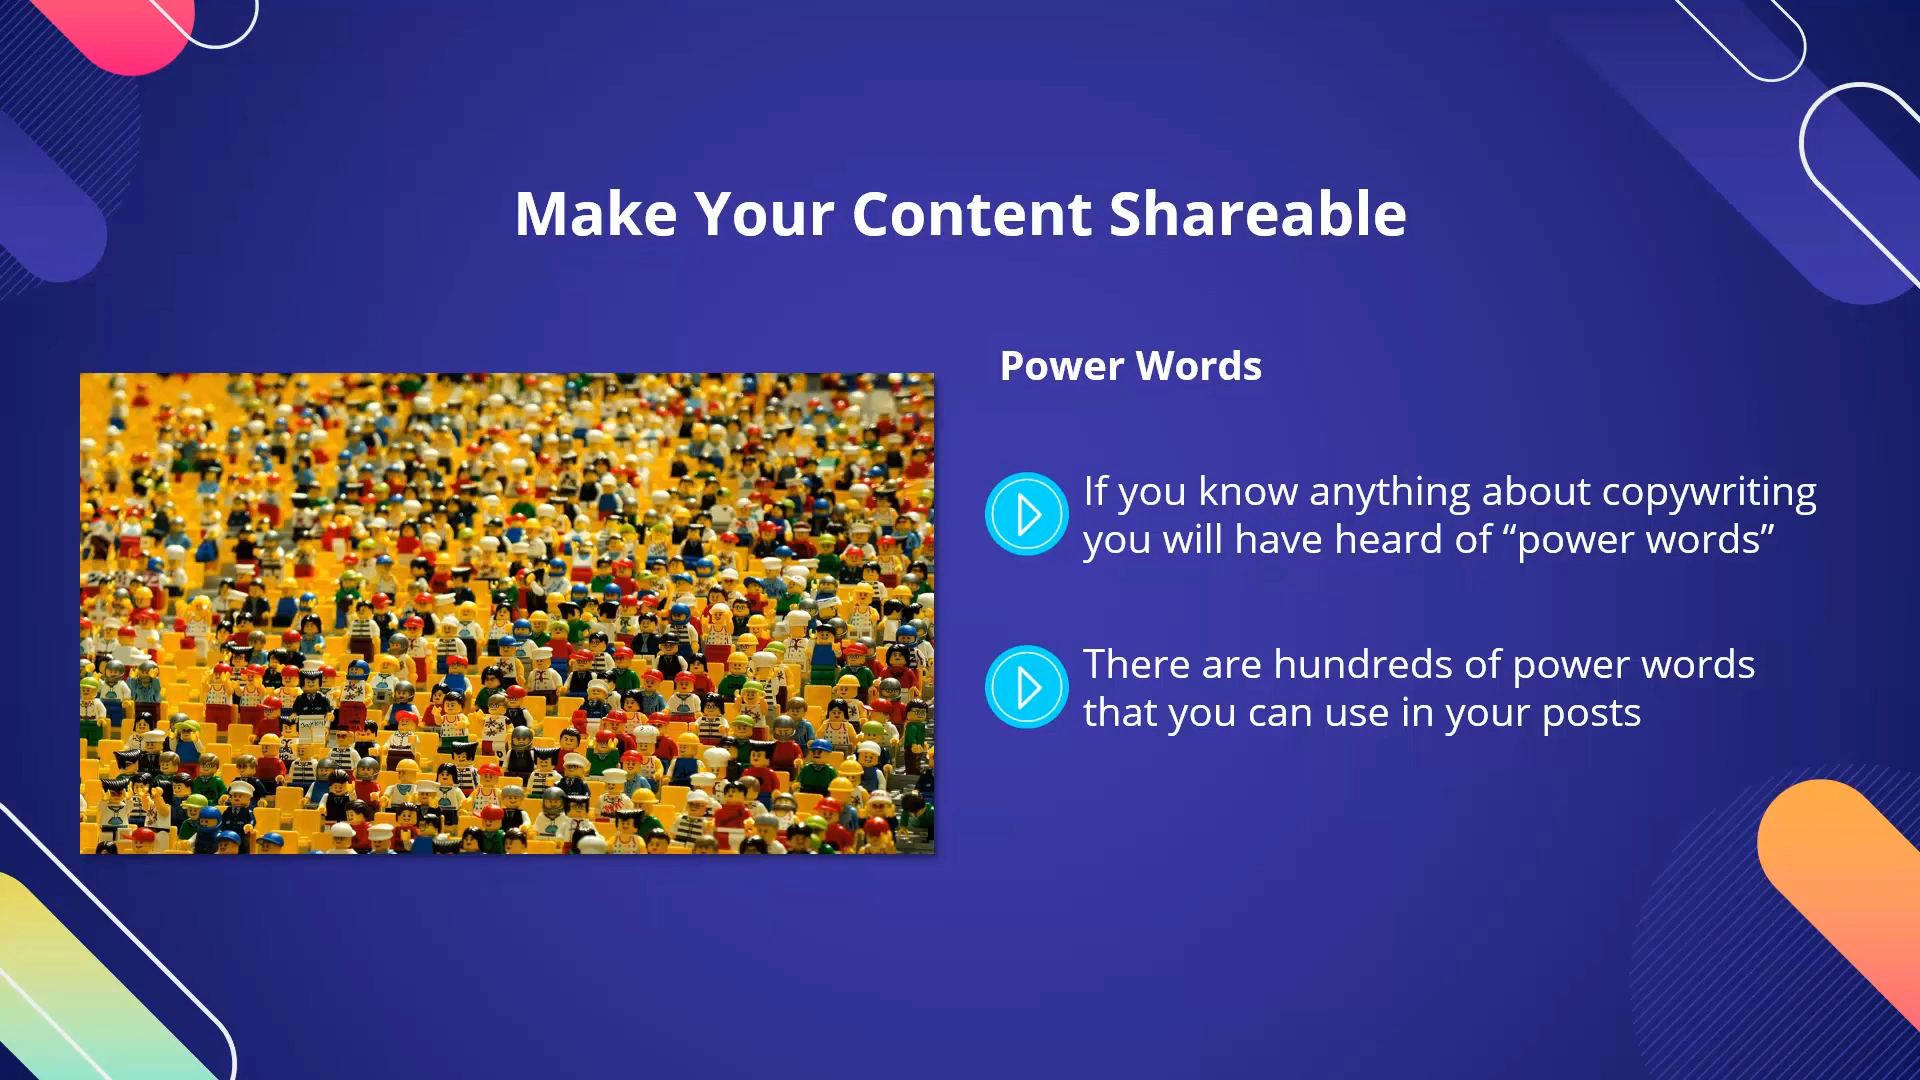 Make Your Content Shareable
Power Words
If you know anything about copywriting
you will have heard of “power words”
There are hundreds of power words
that you can use in your posts